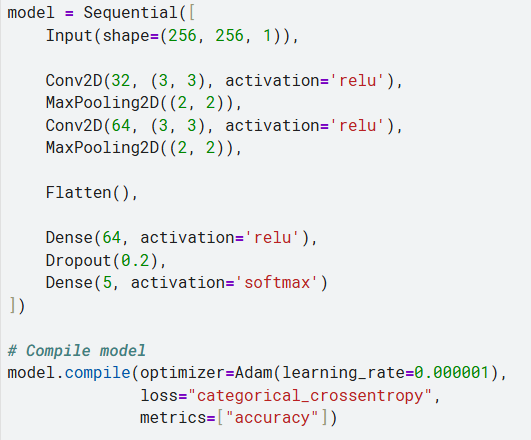 model = Sequential([
    Input(shape=(256, 256, 1)),

    Conv2D(32, (3, 3), activation='relu'),
    MaxPooling2D((2, 2)),
    Conv2D(64, (3, 3), activation='relu'),
    MaxPooling2D((2, 2)),

    Flatten(),

    Dense(64, activation='relu'),
    Dropout(0.2),
    Dense(5, activation='softmax')
])

# Compile model
model.compile(optimizer=Adam(learning_rate=0.000001),
              loss="categorical_crossentropy",
              metrics=["accuracy"])